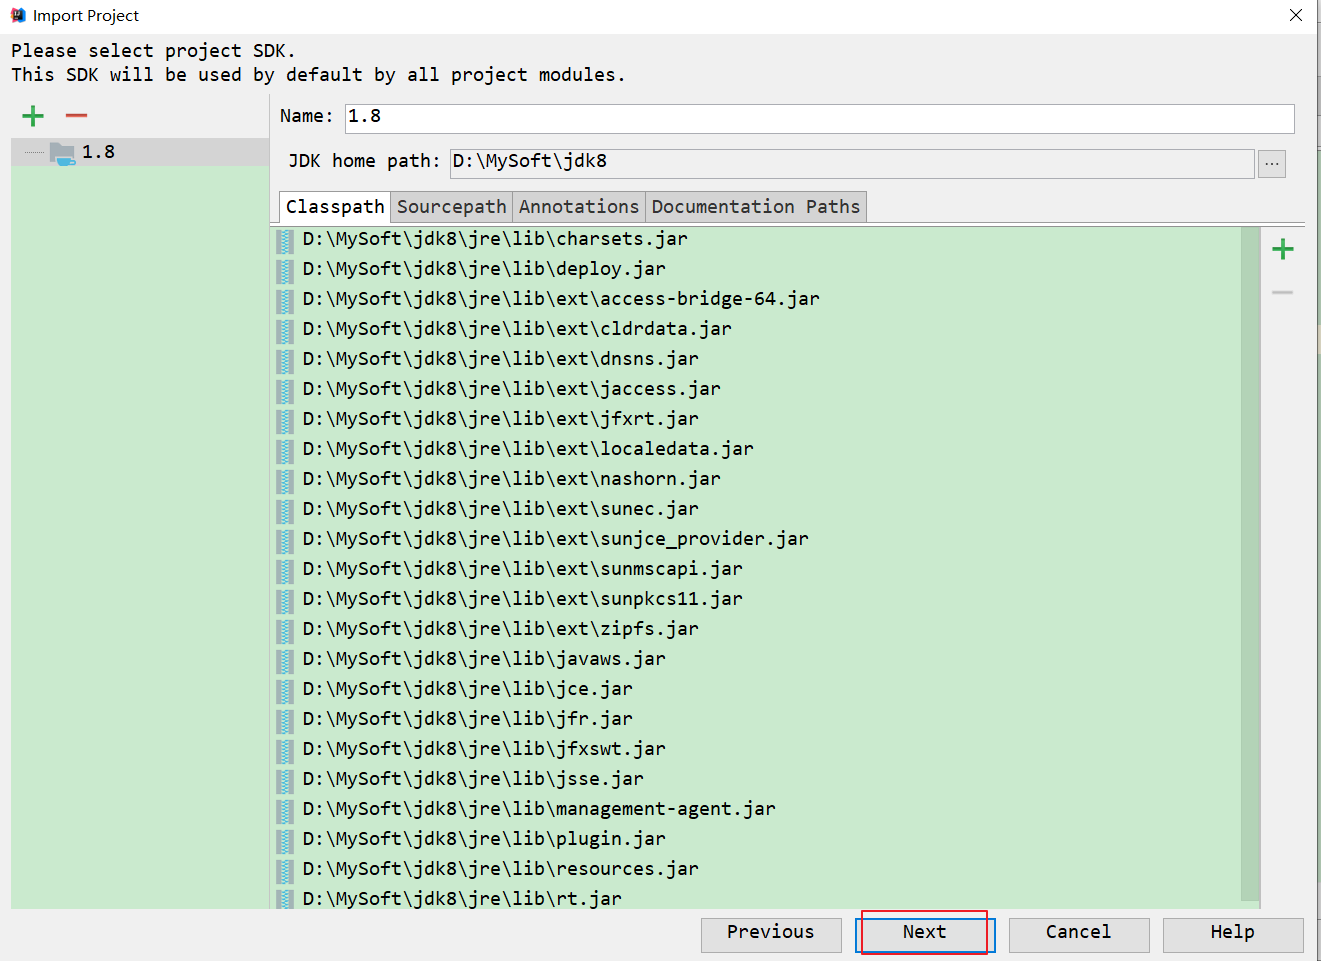 Import Project
Please select project SDK.
This SDK will be used by default by all project modules.
1.8
Name: 1.8
JDK home path: D:\MySoft\jdk8 ...
Classpath Sourcepath Annotations Documentation Paths
D:\MySoft\jdk8\jre\lib\charsets.jar
D:\MySoft\jdk8\jre\lib\deploy.jar
D:\MySoft\jdk8\jre\lib\ext\access-bridge-64.jar
D:\MySoft\jdk8\jre\lib\ext\cldrdata.jar
D:\MySoft\jdk8\jre\lib\ext\dnsns.jar
D:\MySoft\jdk8\jre\lib\ext\jaccess.jar
D:\MySoft\jdk8\jre\lib\ext\jfxrt.jar
D:\MySoft\jdk8\jre\lib\ext\localedata.jar
D:\MySoft\jdk8\jre\lib\ext\nashorn.jar
D:\MySoft\jdk8\jre\lib\ext\sunec.jar
D:\MySoft\jdk8\jre\lib\ext\sunjce_provider.jar
D:\MySoft\jdk8\jre\lib\ext\sunmscapi.jar
D:\MySoft\jdk8\jre\lib\ext\sunpkcs11.jar
D:\MySoft\jdk8\jre\lib\ext\zipfs.jar
D:\MySoft\jdk8\jre\lib\javaws.jar
D:\MySoft\jdk8\jre\lib\jce.jar
D:\MySoft\jdk8\jre\lib\jfr.jar
D:\MySoft\jdk8\jre\lib\jfxswt.jar
D:\MySoft\jdk8\jre\lib\jsse.jar
D:\MySoft\jdk8\jre\lib\management-agent.jar
D:\MySoft\jdk8\jre\lib\plugin.jar
D:\MySoft\jdk8\jre\lib\resources.jar
D:\MySoft\jdk8\jre\lib\rt.jar
Previous Next Cancel Help